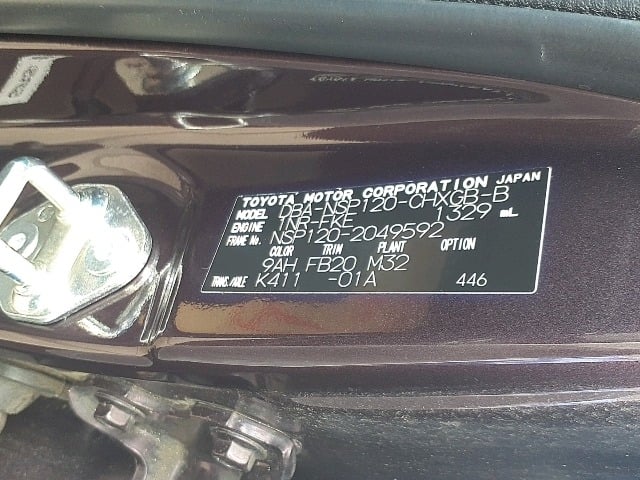 TOYOTA MOTOR CORPORATION JAPAN
MODEL DBA-NSP120-CHXGB-B
ENGINE 1NR-FKE 1329 mL
FRAME No. NSP120-2049592
COLOR TRIM PLANT OPTION
9AH FB20 M32
TRANS./AXLE K411 -01A 446